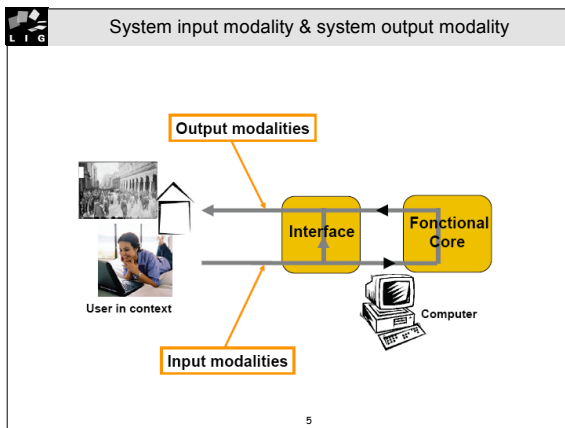 L I G
System input modality & system output modality
Output modalities
Interface
Fonctional
Core
User in context
Computer
Input modalities
5